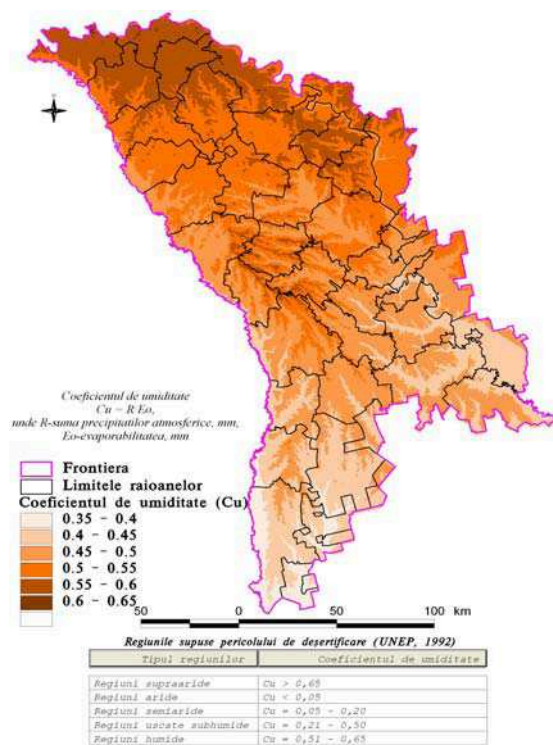 Coeficientul de umiditate
Cu = R Eo,
unde R-suma precipitatiilor atmosferice, mm,
Eo-evaporabilitatea, mm
Frontiera
Limitele raioanelor
Coeficientul de umiditate (Cu)
0.35 - 0.4
0.4 - 0.45
0.45 - 0.5
0.5 - 0.55
0.55 - 0.6
0.6 - 0.65
50 0 50 100 km
Regiunile supuse pericolului de deşertificare (UNEP, 1992)
Tipul regiunilor Coeficientul de umiditate
Regiuni supraaride Cu > 0,65
Regiuni aride Cu < 0,05
Regiuni semiaride Cu = 0,05 - 0,20
Regiuni uscate subhumide Cu = 0,21 - 0,50
Regiuni humide Cu = 0,51 - 0,65